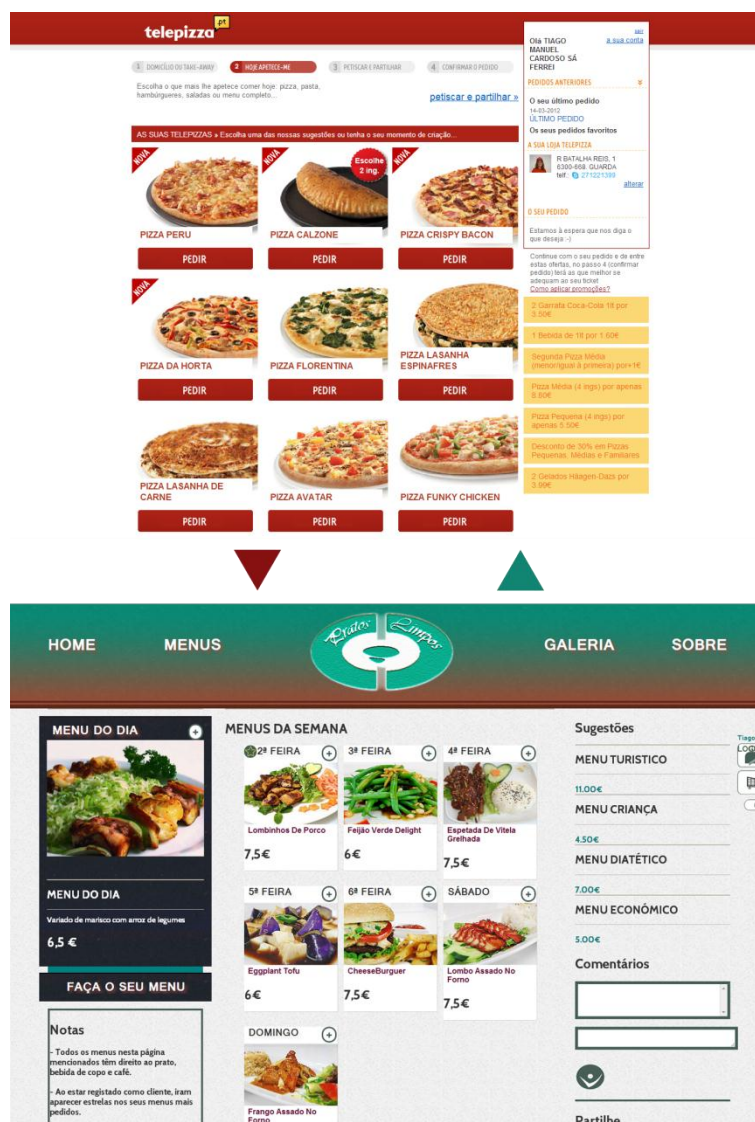 telepizza .pt
1 DOMICÍLIO OU TAKE-AWAY
2 HOJE APETECE-ME
3 PETISCAR E PARTILHAR
4 CONFIRMAR O PEDIDO
Escolha o que mais lhe apetece comer hoje: pizza, pasta,
hambúrgueres, saladas ou menu completo...
petiscar e partilhar »
AS SUAS TELEPIZZAS » Escolha uma das nossas sugestões ou tenha o seu momento de criação...
NOVA
NOVA
Escolhe
2 ing.
NOVA
PIZZA PERU
PIZZA CALZONE
PIZZA CRISPY BACON
PEDIR
PEDIR
PEDIR
NOVA
PIZZA DA HORTA
PIZZA FLORENTINA
PIZZA LASANHA
ESPINAFRES
PEDIR
PEDIR
PEDIR
PIZZA LASANHA DE
CARNE
PIZZA AVATAR
PIZZA FUNKY CHICKEN
PEDIR
PEDIR
PEDIR
sair
Olá TIAGO
MANUEL
CARDOSO SÁ
FERREI
a sua conta
PEDIDOS ANTERIORES
O seu último pedido
14-03-2012
ÚLTIMO PEDIDO
Os seus pedidos favoritos
A SUA LOJA TELEPIZZA
R BATALHA REIS, 1
6300-668. GUARDA
telf.: 271221399
alterar
O SEU PEDIDO
Estamos à espera que nos diga o
que deseja :-)
Continue com o seu pedido e de entre
estas ofertas, no passo 4 (confirmar
pedido) terá as que melhor se
adequam ao seu ticket
Como aplicar promoções?
2 Garrafa Coca-Cola 1lt por
3.50€
1 Bebida de 1lt por 1.60€
Segunda Pizza Média
(menor/igual à primeira) por+1€
Pizza Média (4 ings) por apenas
Pizza Pequena (4 ings) por
apenas 5.50€
Desconto de 30% em Pizzas
Pequenas, Médias e Familiares
2 Gelados Häagen-Dazs por
3.99€
HOME
MENUS
Pratos Limpos
GALERIA
SOBRE
MENU DO DIA
MENU DO DIA
Variado de marisco com arroz de legumes
6,5 €
FAÇA O SEU MENU
Notas
- Todos os menus nesta página
mencionados têm direito ao prato,
bebida de copo e café.
- Ao estar registado como cliente, iram
aparecer estrelas nos seus menus mais
pedidos.
MENUS DA SEMANA
2ª FEIRA
3ª FEIRA
4ª FEIRA
Lombinhos De Porco
Feijão Verde Delight
Espetada De Vitela
Grelhada
7,5€
6€
7,5€
5ª FEIRA
6ª FEIRA
SÁBADO
Eggplant Tofu
CheeseBurguer
Lombo Assado No
Forno
6€
7,5€
7,5€
DOMINGO
Frango Assado No
Forno
Sugestões
MENU TURISTICO
11.00€
MENU CRIANÇA
4.50€
MENU DIATÉTICO
7.00€
MENU ECONÓMICO
5.00€
Comentários
Partilhe
Tiago